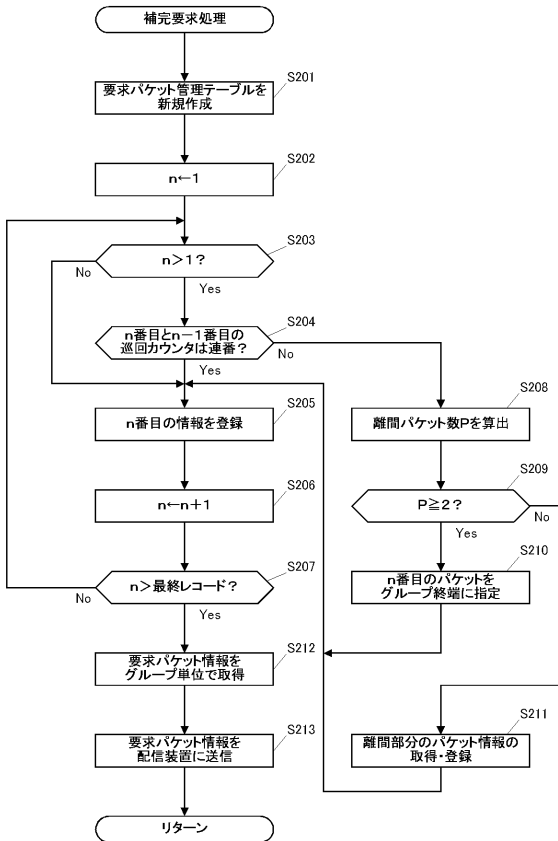 補完要求処理
S201
要求パケット管理テーブルを
新規作成
S202
n←1
S203
n>1?
No
Yes
S204
n番目とn-1番目の
巡回カウンタは連番?
No
Yes
S205
n番目の情報を登録
S206
n←n+1
S207
n>最終レコード?
No
Yes
S208
離間パケット数Pを算出
S209
P≧2?
No
Yes
S210
n番目のパケットを
グループ終端に指定
S211
離間部分のパケット情報の
取得・登録
S212
要求パケット情報を
グループ単位で取得
S213
要求パケット情報を
配信装置に送信
リターン